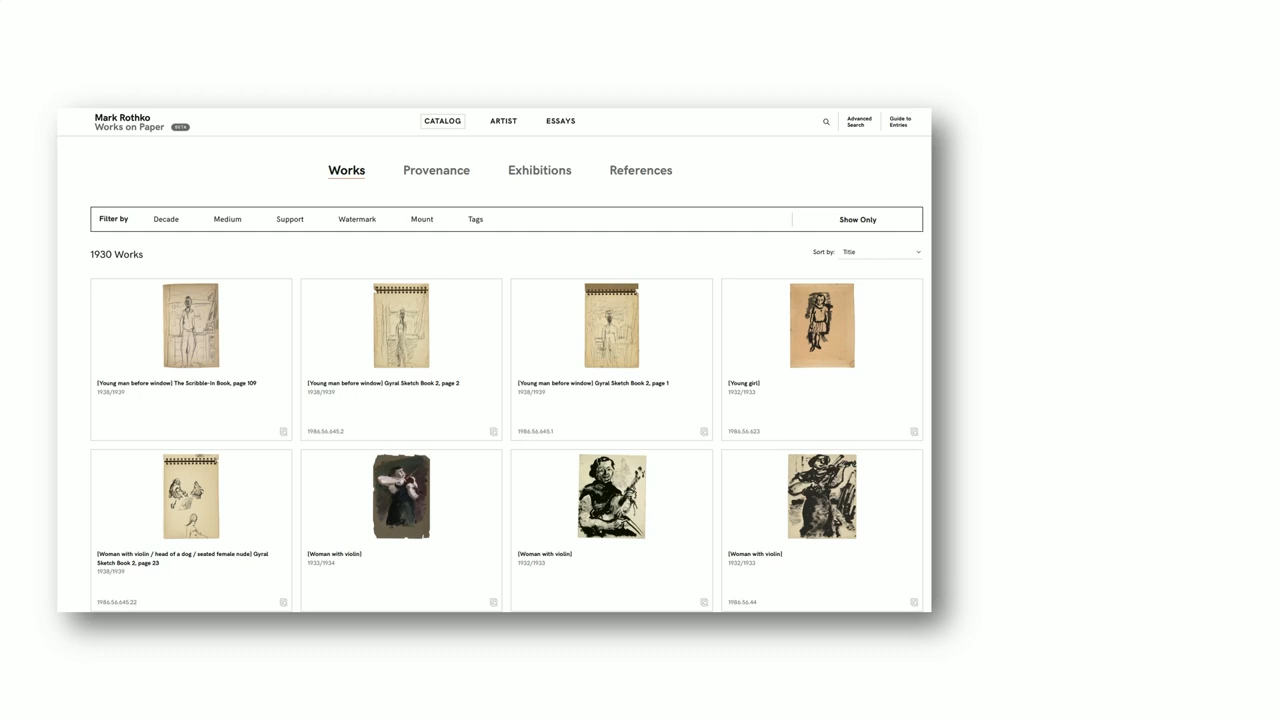 Mark Rothko
Works on Paper BETA
CATALOG ARTIST ESSAYS
Advanced Search
Guide to Entries
Works Provenance Exhibitions References
Filter by Decade Medium Support Watermark Mount Tags Show Only
1930 Works
Sort by: Title
[Young man before window] The Scribble-In Book, page 109
1938/1939
[Young man before window] Gyral Sketch Book 2, page 2
1938/1939
1986.56.645.2
[Young man before window] Gyral Sketch Book 2, page 1
1938/1939
1986.56.645.1
[Young girl]
1932/1933
1986.56.623
[Woman with violin / head of a dog / seated female nude] Gyral
Sketch Book 2, page 23
1938/1939
1986.56.645.22
[Woman with violin]
1933/1934
[Woman with violin]
1932/1933
[Woman with violin]
1932/1933
1986.56.44